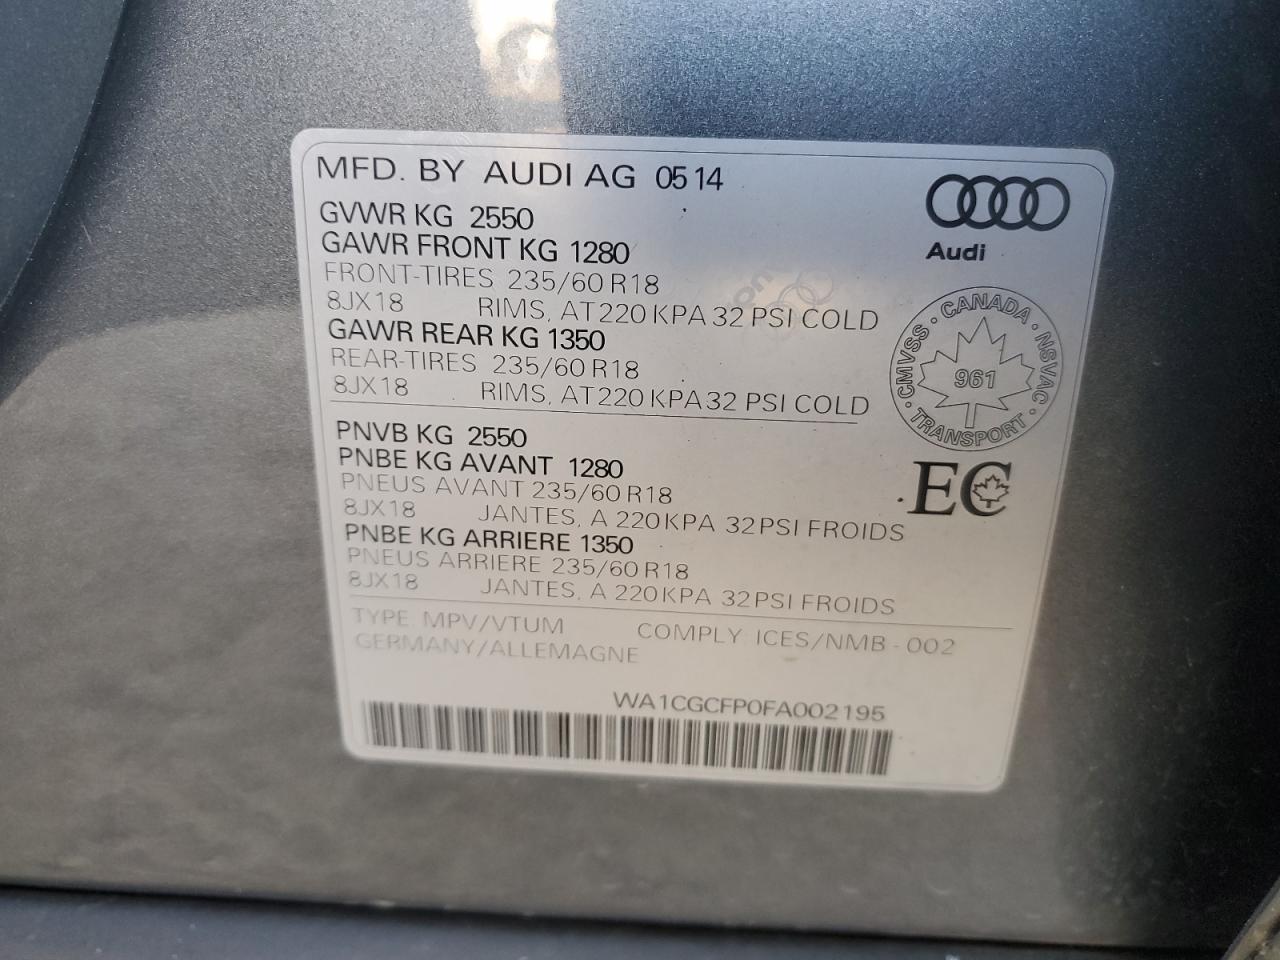 MFD. BY AUDI AG 0514
Audi
GVWR KG 2550
GAWR FRONT KG 1280
FRONT-TIRES 235/60 R18
8JX18 RIMS, AT 220 KPA 32 PSI COLD
GAWR REAR KG 1350
REAR-TIRES 235/60 R18
8JX18 RIMS, AT 220 KPA 32 PSI COLD
CMVSS · CANADA · NSVAC · TRANSPORT ·
961
PNVB KG 2550
PNBE KG AVANT 1280
PNEUS AVANT 235/60 R18
8JX18 JANTES, A 220 KPA 32 PSI FROIDS
EC
PNBE KG ARRIERE 1350
PNEUS ARRIERE 235/60 R18
8JX18 JANTES, A 220 KPA 32 PSI FROIDS
TYPE: MPV/VTUM COMPLY: ICES/NMB - 002
GERMANY/ALLEMAGNE
WA1CGCFP0FA002195